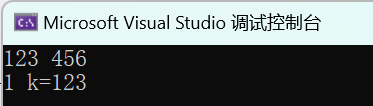 Microsoft Visual Studio 调试控制台
123 456
1 k=123